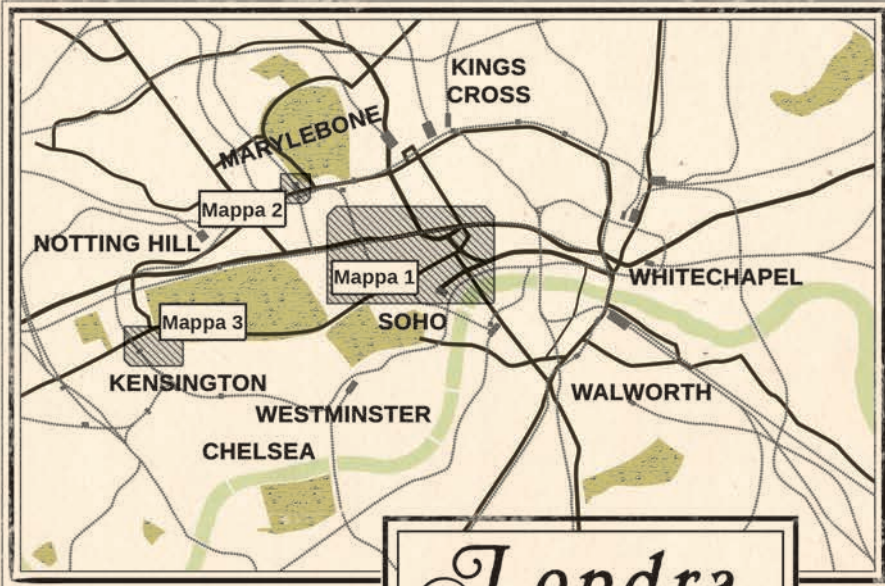 KINGS
CROSS
MARYLEBONE
Mappa 2
NOTTING HILL
Mappa 1
WHITECHAPEL
Mappa 3
SOHO
KENSINGTON
WALWORTH
WESTMINSTER
CHELSEA
Londra